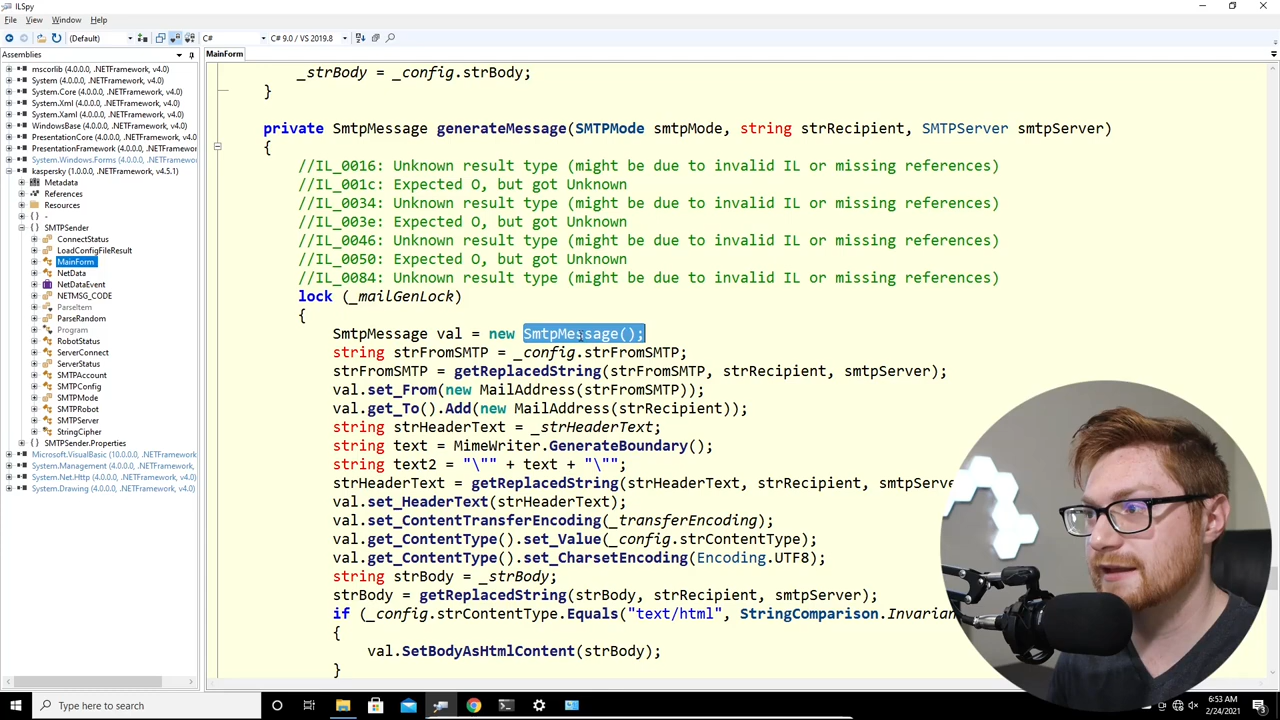 ILSpy
File View Window Help
(Default) C# C# 9.0 / VS 2019.8
Assemblies
MainForm
mscorlib (4.0.0.0, .NETFramework, v4.0)
System (4.0.0.0, .NETFramework, v4.0)
System.Core (4.0.0.0, .NETFramework, v4.0)
System.Xml (4.0.0.0, .NETFramework, v4.0)
System.Xaml (4.0.0.0, .NETFramework, v4.0)
WindowsBase (4.0.0.0, .NETFramework, v4.0)
PresentationCore (4.0.0.0, .NETFramework, v4.0)
PresentationFramework (4.0.0.0, .NETFramewo
System.Windows.Forms (4.0.0.0, .NETFramewo
kaspersky (1.0.0.0, .NETFramework, v4.5.1)
Metadata
References
Resources
{ } -
{ } SMTPSender
ConnectStatus
LoadConfigFileResult
MainForm
NetData
NetDataEvent
NETMSG_CODE
ParseItem
ParseRandom
Program
RobotStatus
ServerConnect
ServerStatus
SMTPAccount
SMTPConfig
SMTPMode
SMTPRobot
SMTPServer
StringCipher
{ } SMTPSender.Properties
Microsoft.VisualBasic (10.0.0.0, .NETFramework
System.Management (4.0.0.0, .NETFramework,
System.Net.Http (4.0.0.0, .NETFramework, v4.0)
System.Drawing (4.0.0.0, .NETFramework, v4.0)
_strBody = _config.strBody;
}
private SmtpMessage generateMessage(SMTPMode smtpMode, string strRecipient, SMTPServer smtpServer)
{
//IL_0016: Unknown result type (might be due to invalid IL or missing references)
//IL_001c: Expected O, but got Unknown
//IL_0034: Unknown result type (might be due to invalid IL or missing references)
//IL_003e: Expected O, but got Unknown
//IL_0046: Unknown result type (might be due to invalid IL or missing references)
//IL_0050: Expected O, but got Unknown
//IL_0084: Unknown result type (might be due to invalid IL or missing references)
lock (_mailGenLock)
{
SmtpMessage val = new SmtpMessage();
string strFromSMTP = _config.strFromSMTP;
strFromSMTP = getReplacedString(strFromSMTP, strRecipient, smtpServer);
val.set_From(new MailAddress(strFromSMTP));
val.get_To().Add(new MailAddress(strRecipient));
string strHeaderText = _strHeaderText;
string text = MimeWriter.GenerateBoundary();
string text2 = "\"" + text + "\"";
strHeaderText = getReplacedString(strHeaderText, strRecipient, smtpServe
val.set_HeaderText(strHeaderText);
val.set_ContentTransferEncoding(_transferEncoding);
val.get_ContentType().set_Value(_config.strContentType);
val.get_ContentType().set_CharsetEncoding(Encoding.UTF8);
string strBody = _strBody;
strBody = getReplacedString(strBody, strRecipient, smtpServer);
if (_config.strContentType.Equals("text/html", StringComparison.Invarian
{
val.SetBodyAsHtmlContent(strBody);
}
Type here to search
6:53 AM
2/24/2021